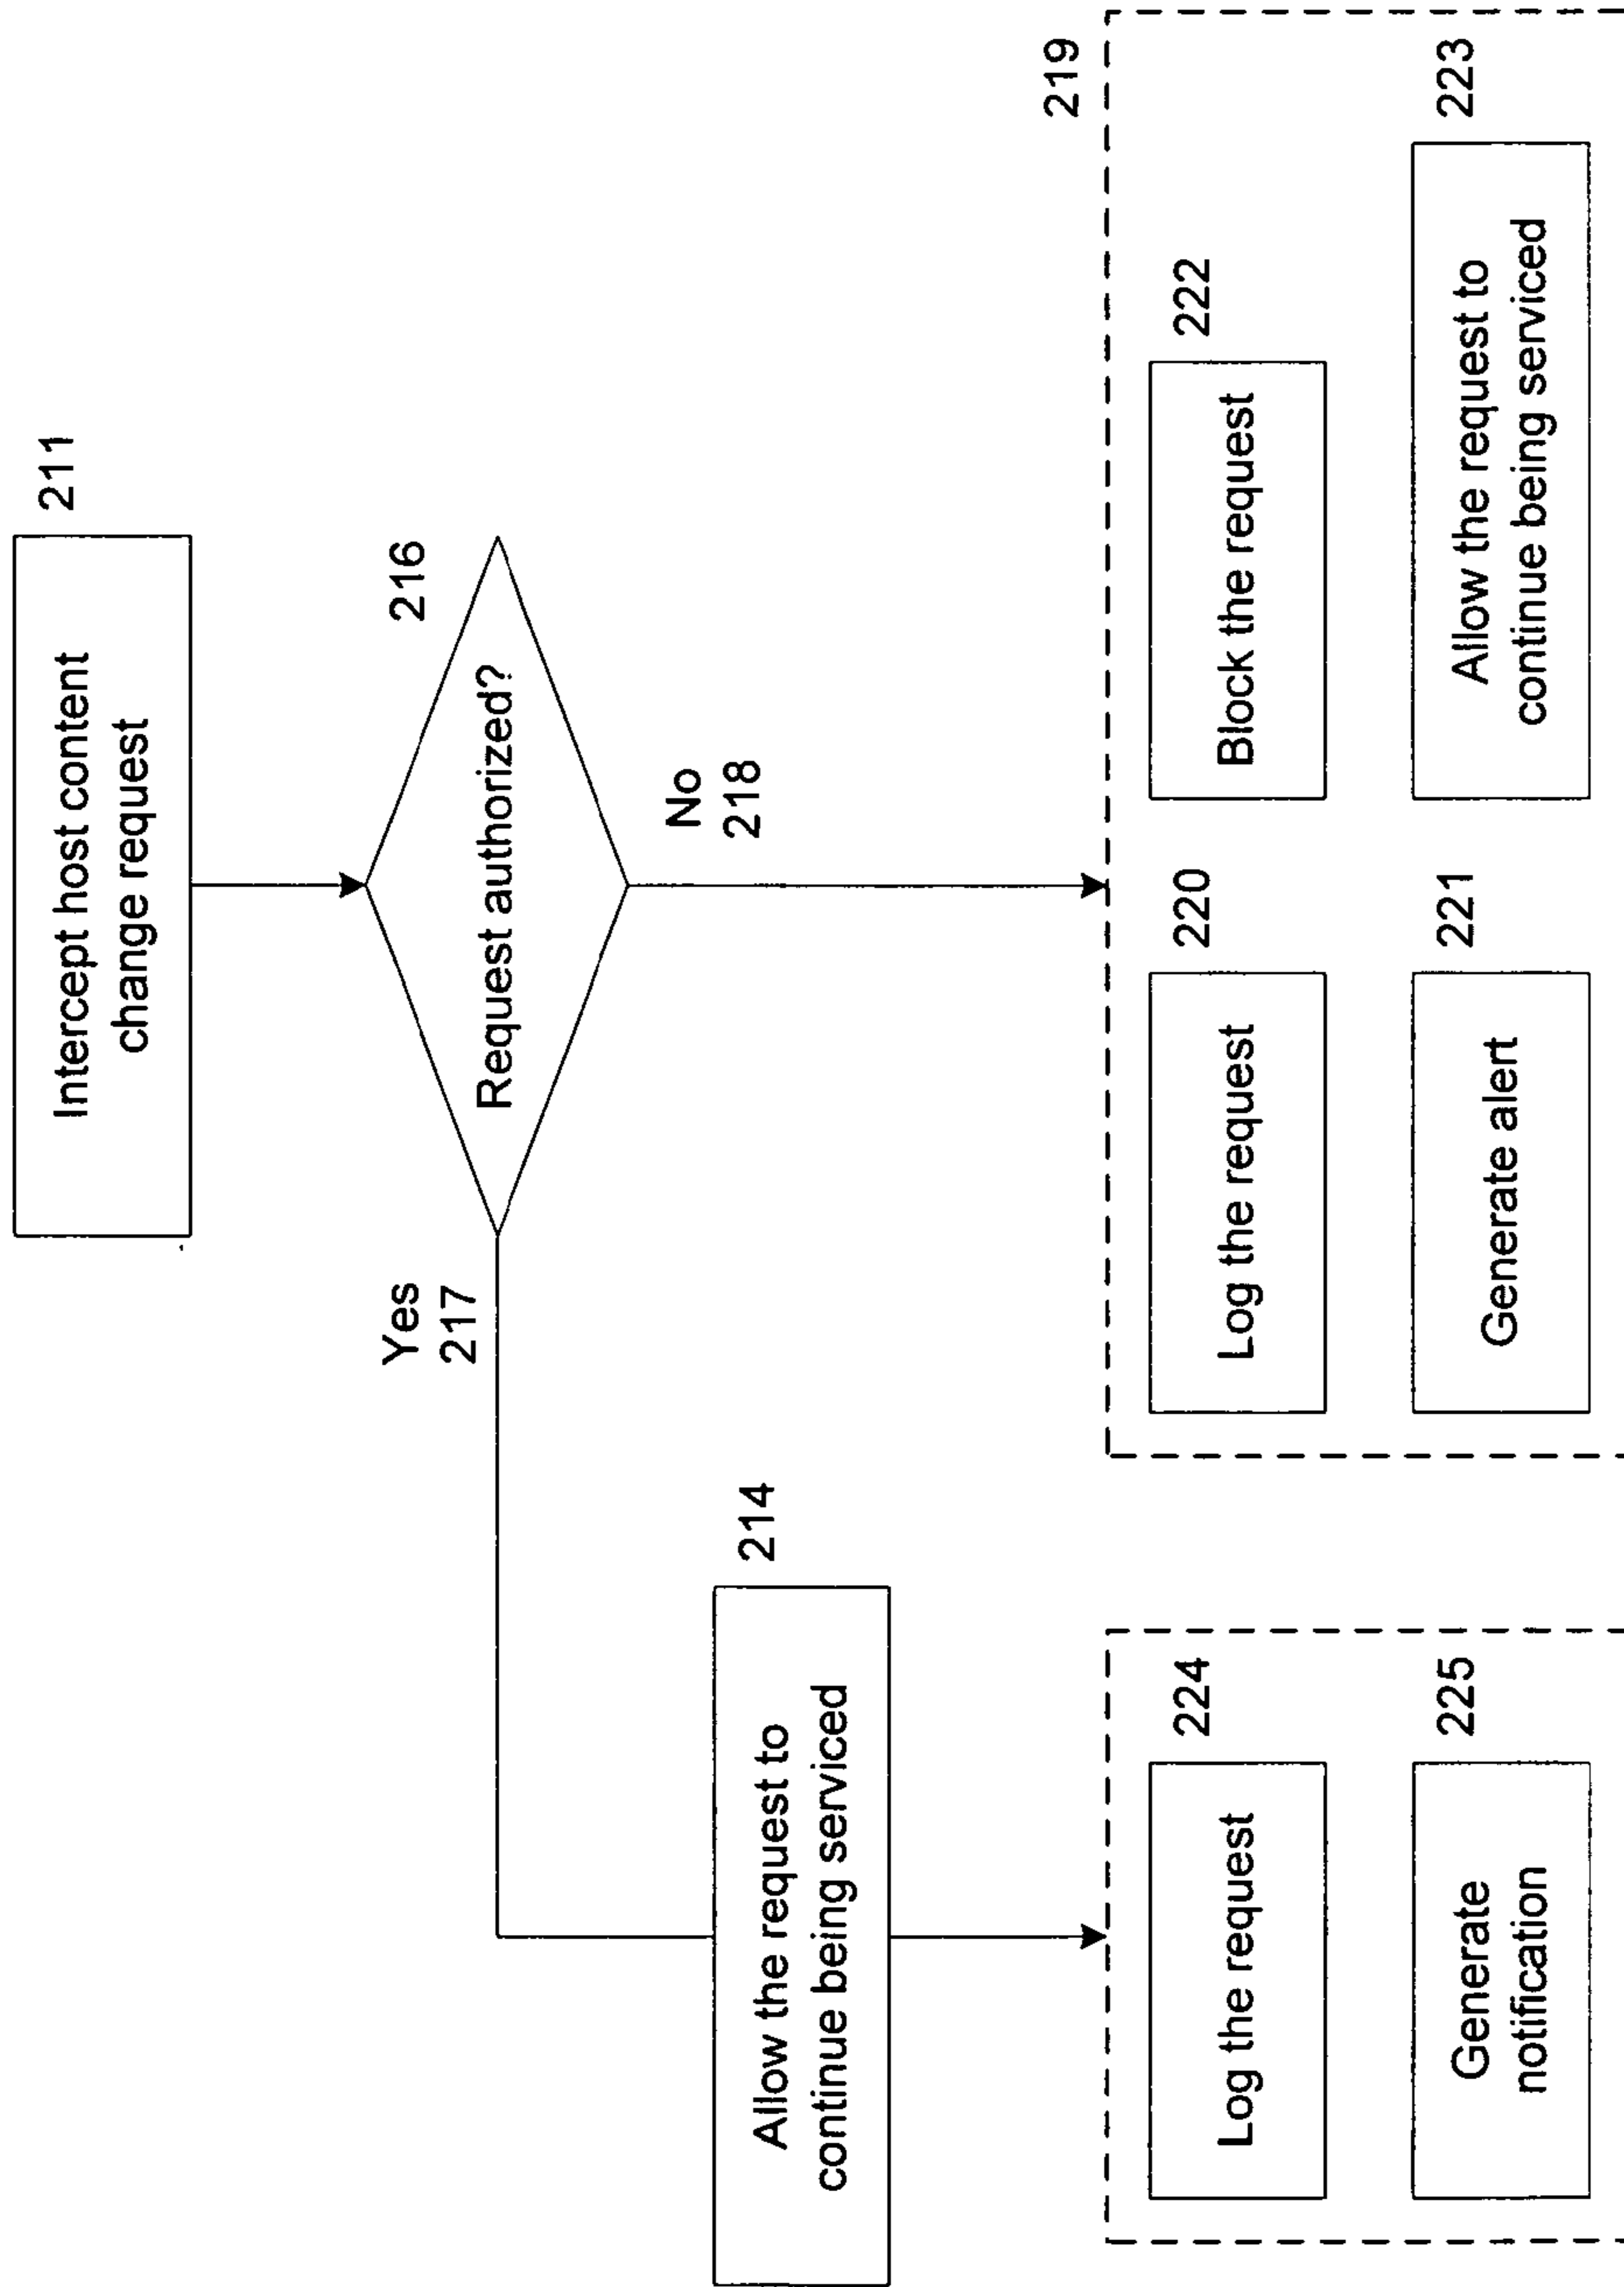 Intercept host content
change request
211
Request authorized?
216
Yes
217
No
218
Allow the request to
continue being serviced
214
219
Log the request
224
Generate
notification
225
Log the request
220
Block the request
222
Generate alert
221
Allow the request to
continue being serviced
223